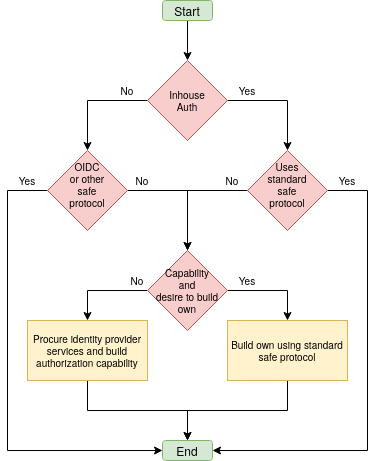 Start
Inhouse
Auth
No
Yes
OIDC
or other
safe
protocol
Uses
standard
safe
protocol
Yes
No
No
Yes
Capability
and
desire to build
own
No
Yes
Procure identity provider
services and build
authorization capability
Build own using standard
safe protocol
End